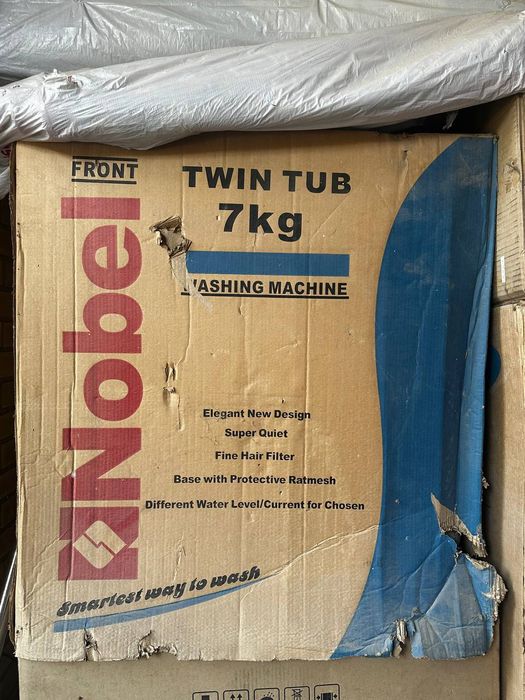 FRONT
TWIN TUB
7kg
WASHING MACHINE
Nobel
Elegant New Design
Super Quiet
Fine Hair Filter
Base with Protective Ratmesh
Different Water Level/Current for Chosen
Smartest way to wash